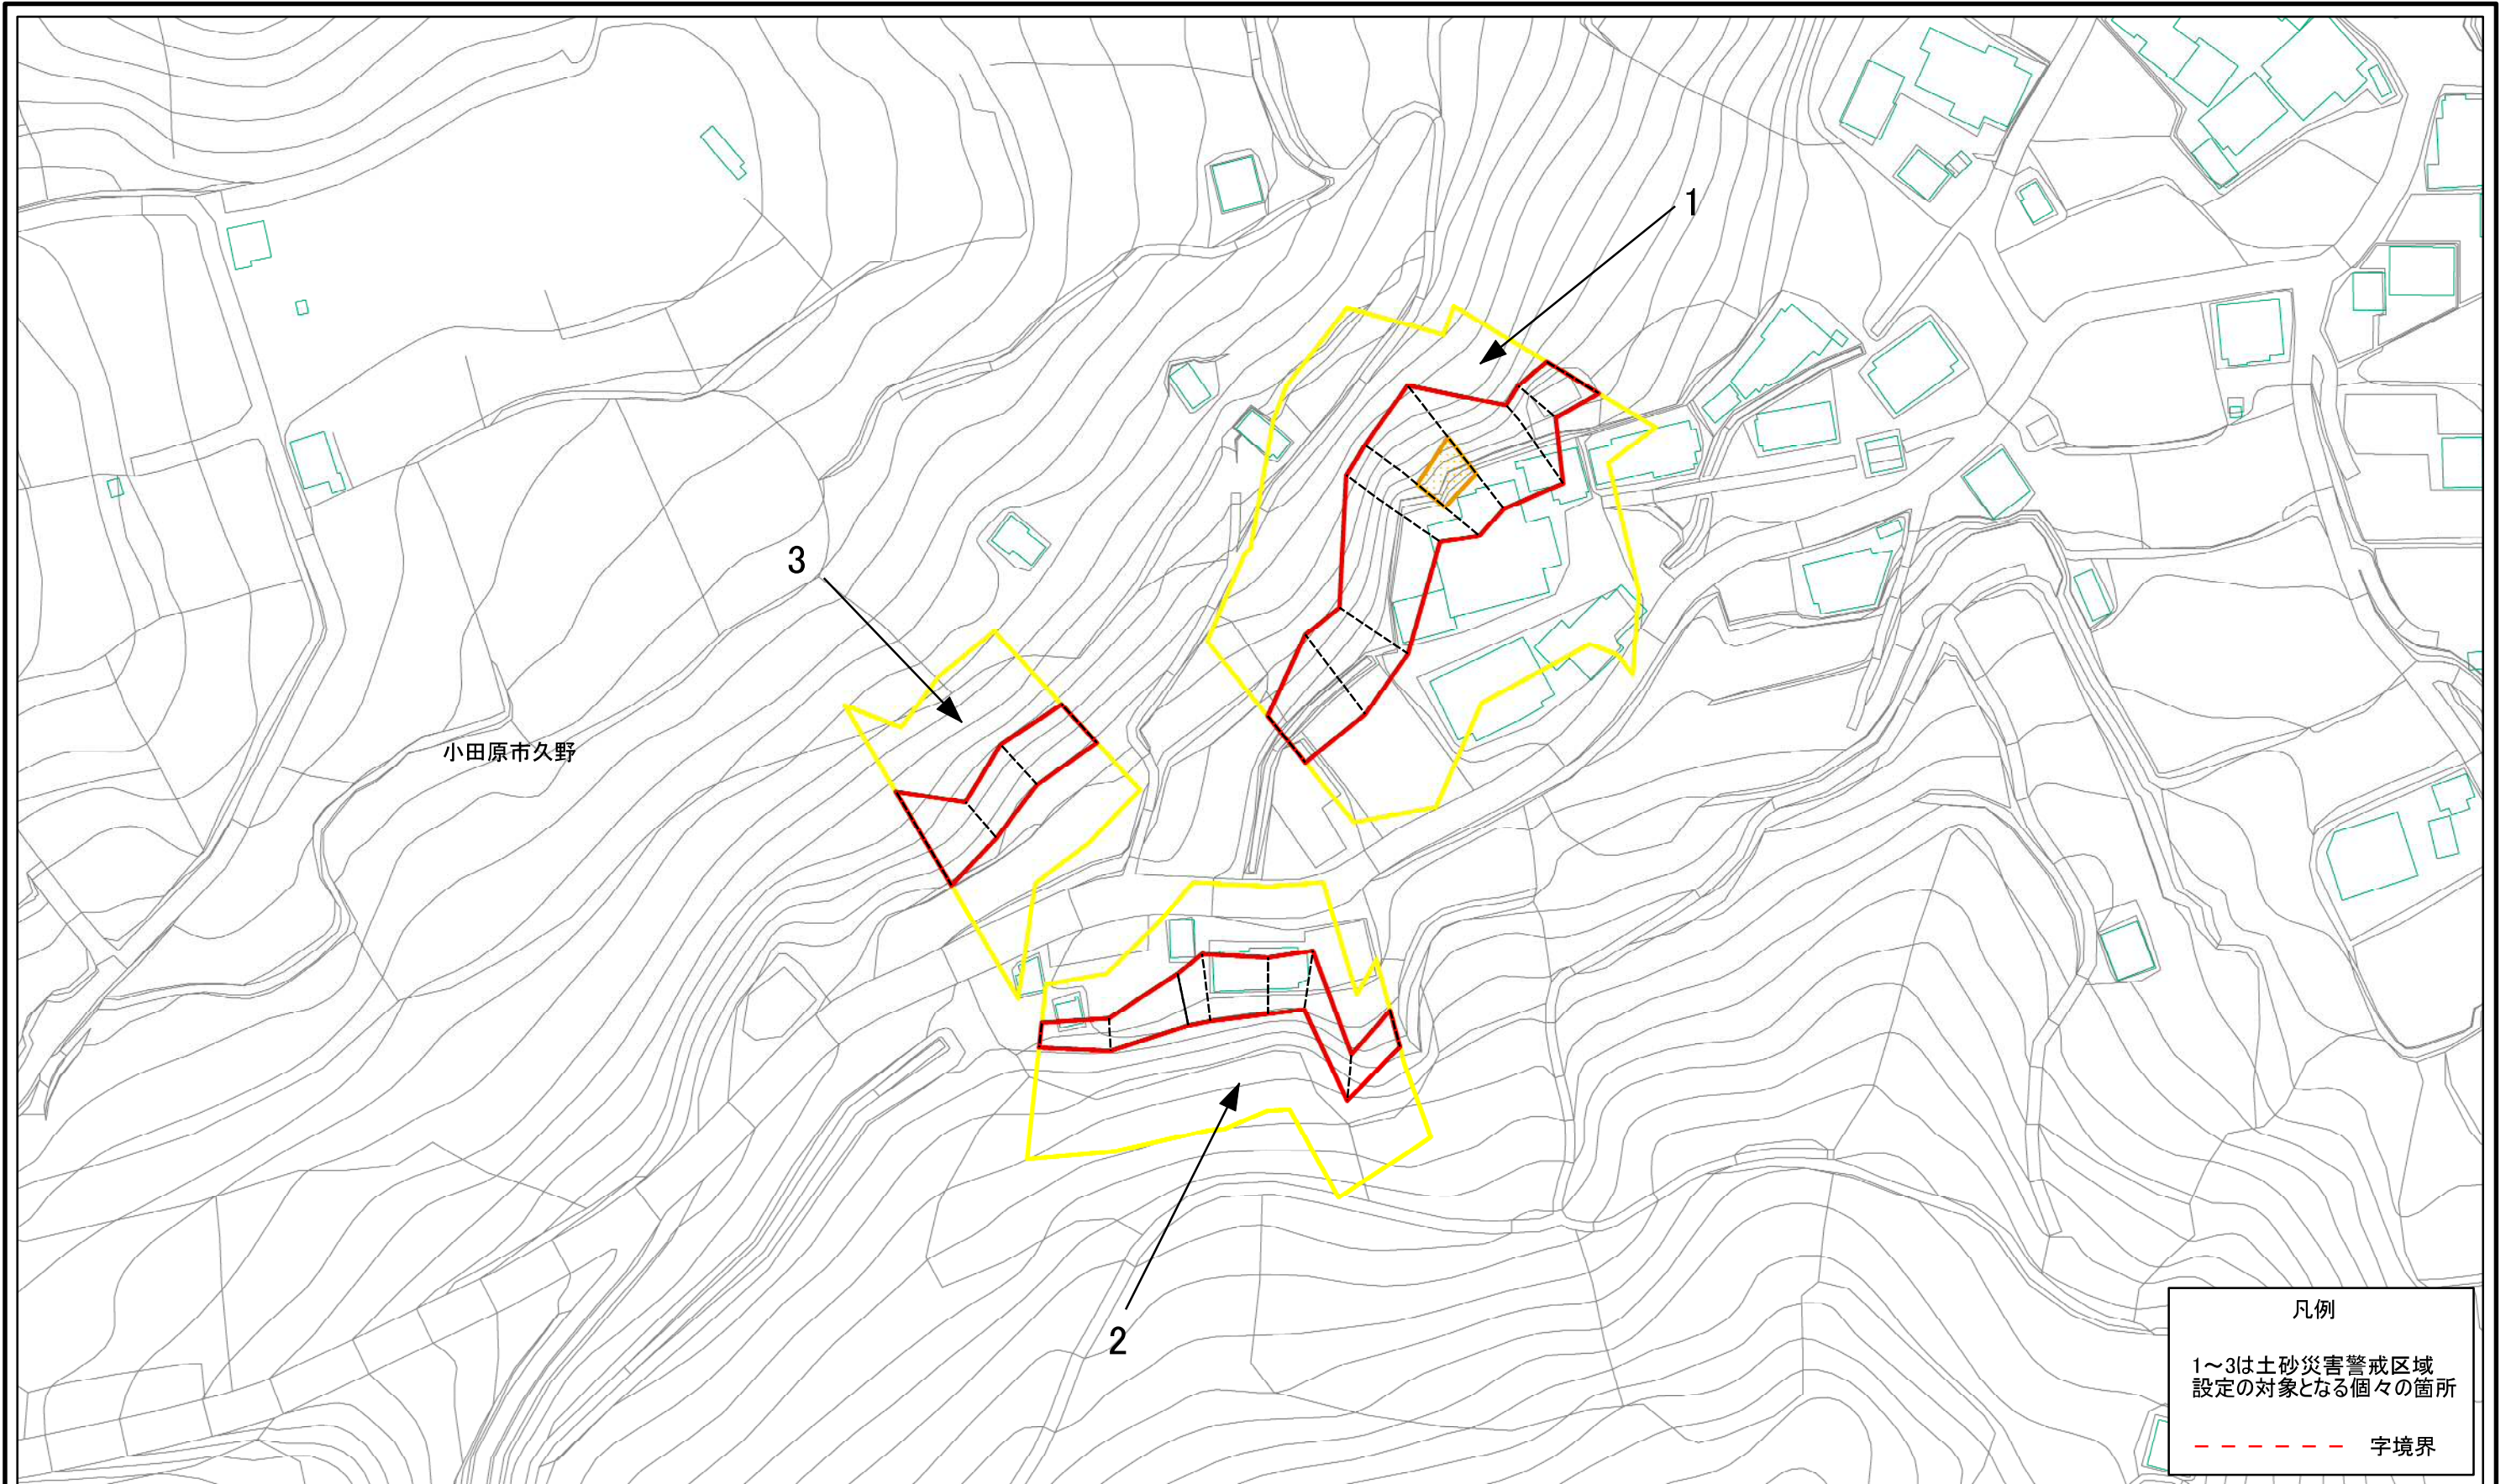 1
3
小田原市久野
2
凡例
1～3は土砂災害警戒区域
設定の対象となる個々の箇所
字境界